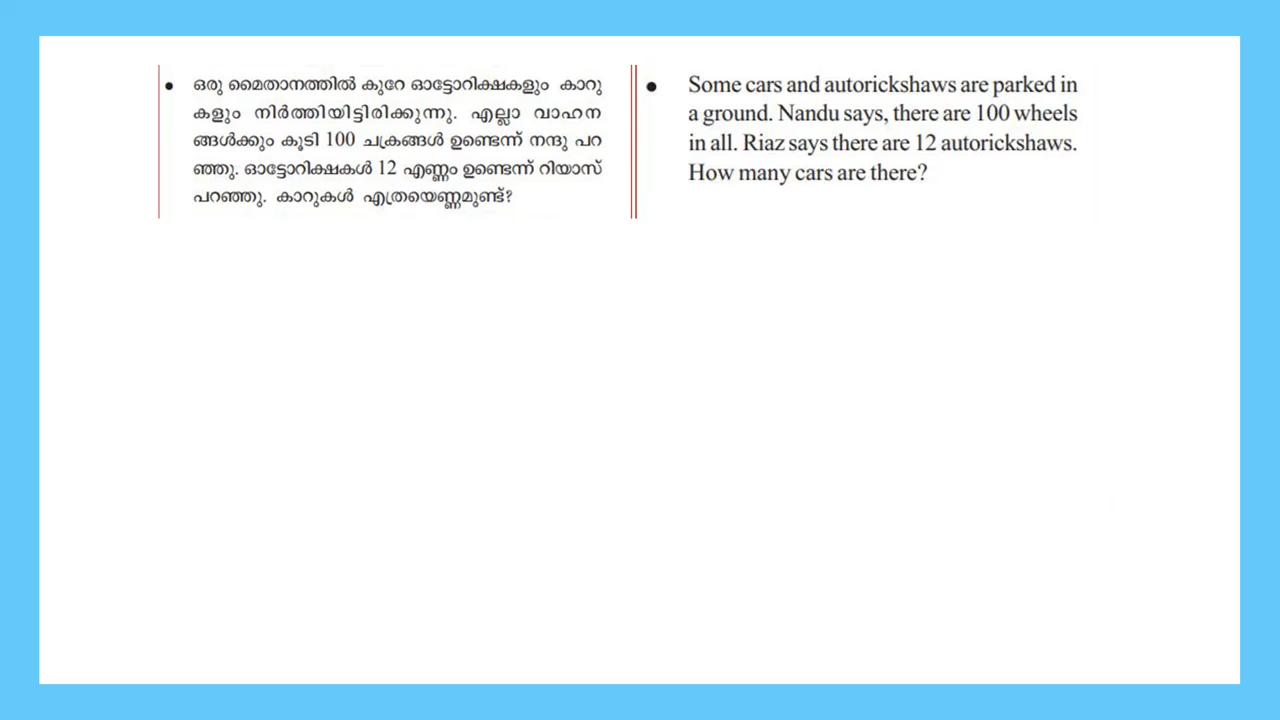 • ഒരു മൈതാനത്തിൽ കുറേ ഓട്ടോറിക്ഷകളും കാറു
കളും നിർത്തിയിട്ടിരിക്കുന്നു. എല്ലാ വാഹന
ങ്ങൾക്കും കൂടി 100 ചക്രങ്ങൾ ഉണ്ടെന്ന് നന്ദു പറ
ഞ്ഞു. ഓട്ടോറിക്ഷകൾ 12 എണ്ണം ഉണ്ടെന്ന് റിയാസ്
പറഞ്ഞു. കാറുകൾ എത്രയെണ്ണമുണ്ട്?
• Some cars and autorickshaws are parked in
a ground. Nandu says, there are 100 wheels
in all. Riaz says there are 12 autorickshaws.
How many cars are there?